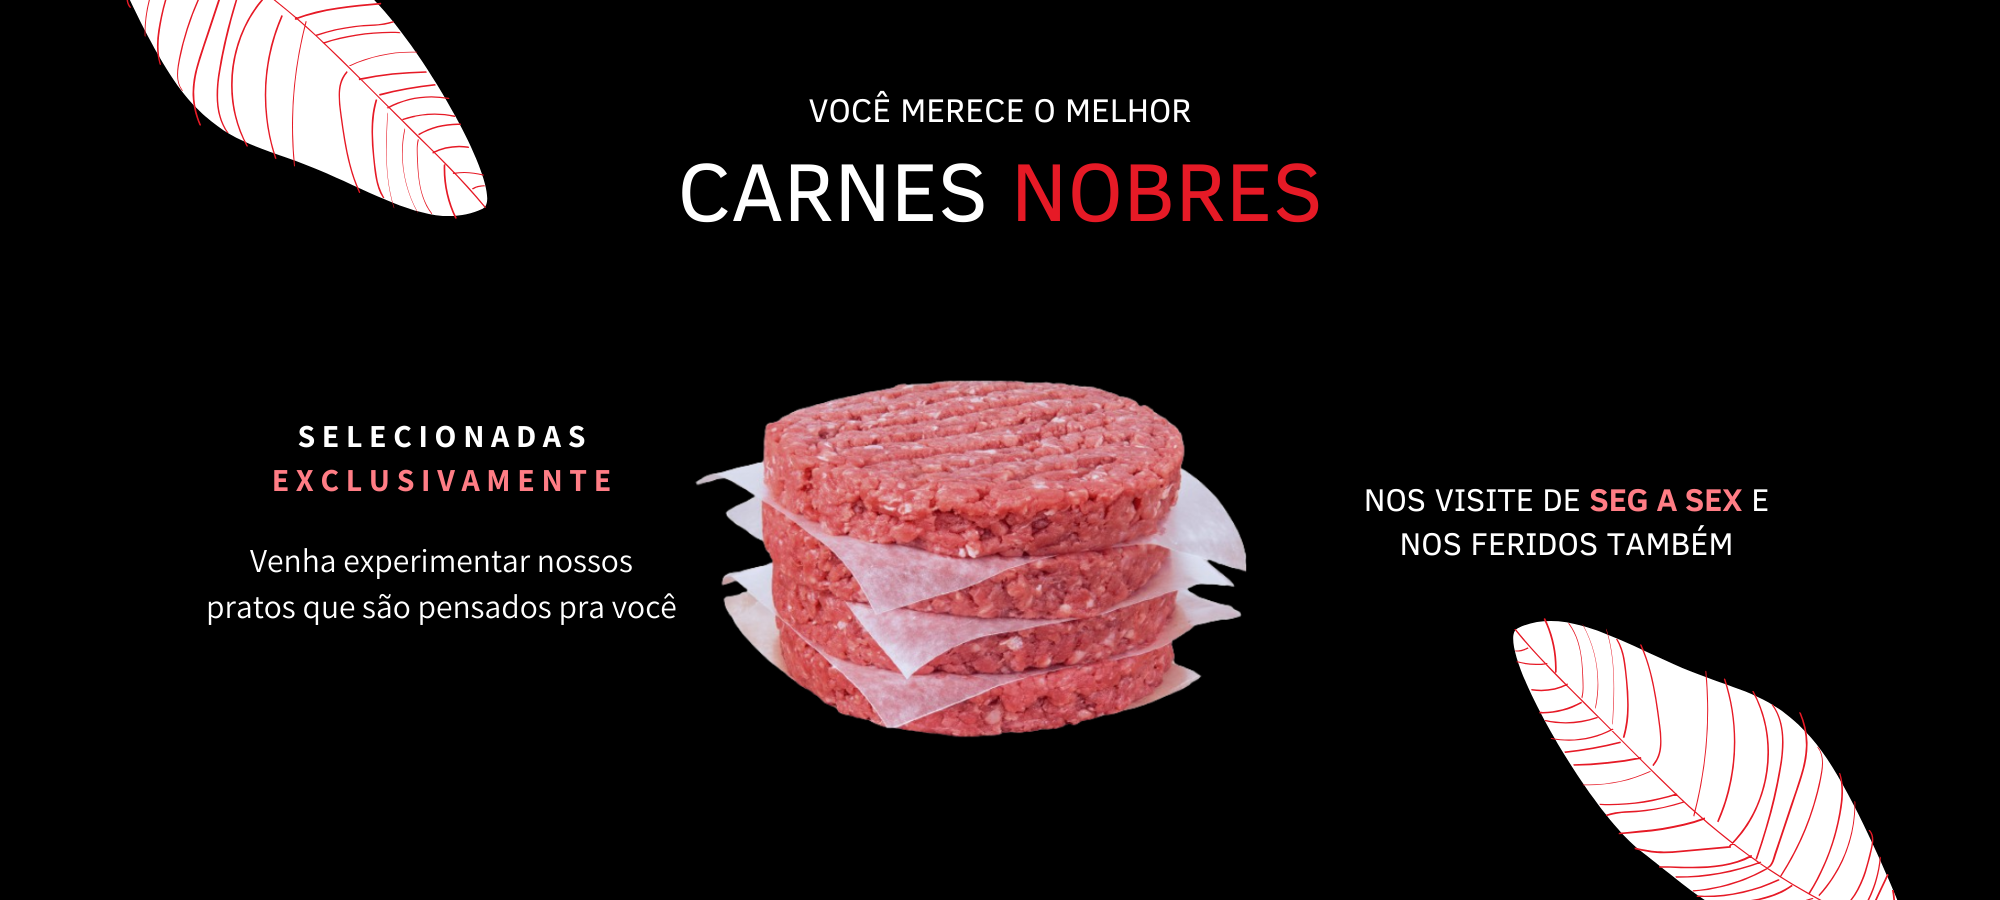 VOCÊ MERECE O MELHOR
CARNES NOBRES
SELECIONADAS
EXCLUSIVAMENTE
Venha experimentar nossos
pratos que são pensados pra você
NOS VISITE DE SEG A SEX E
NOS FERIDOS TAMBÉM